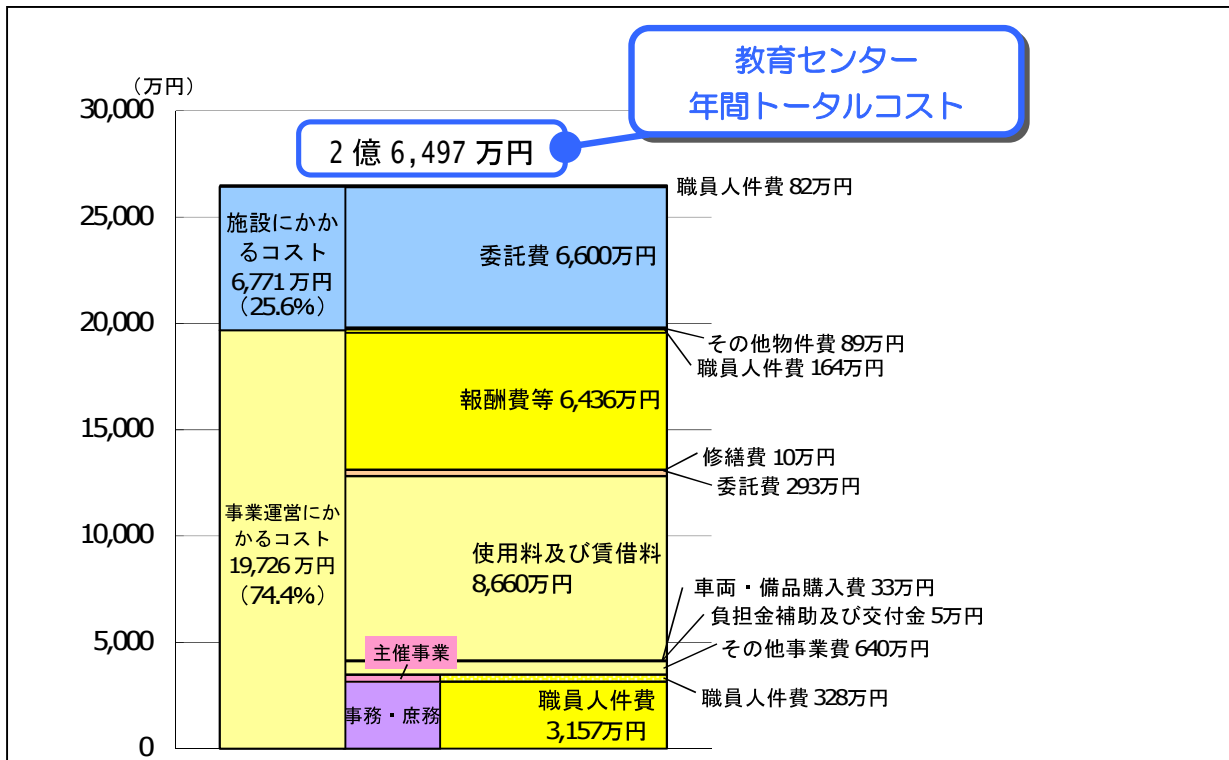 教育センター
年間トータルコスト
（万円）
30,000
2 億 6,497 万円
職員人件費 82万円
25,000
施設にかか
るコスト
6,771 万円
（25.6%）
委託費 6,600万円
20,000
その他物件費 89万円
職員人件費 164万円
報酬費等 6,436万円
15,000
修繕費 10万円
委託費 293万円
10,000
事業運営にか
かるコスト
19,726 万円
（74.4%）
使用料及び賃借料
8,660万円
車両・備品購入費 33万円
負担金補助及び交付金 5万円
5,000
その他事業費 640万円
主催事業
職員人件費 328万円
事務・庶務
職員人件費
3,157万円
0